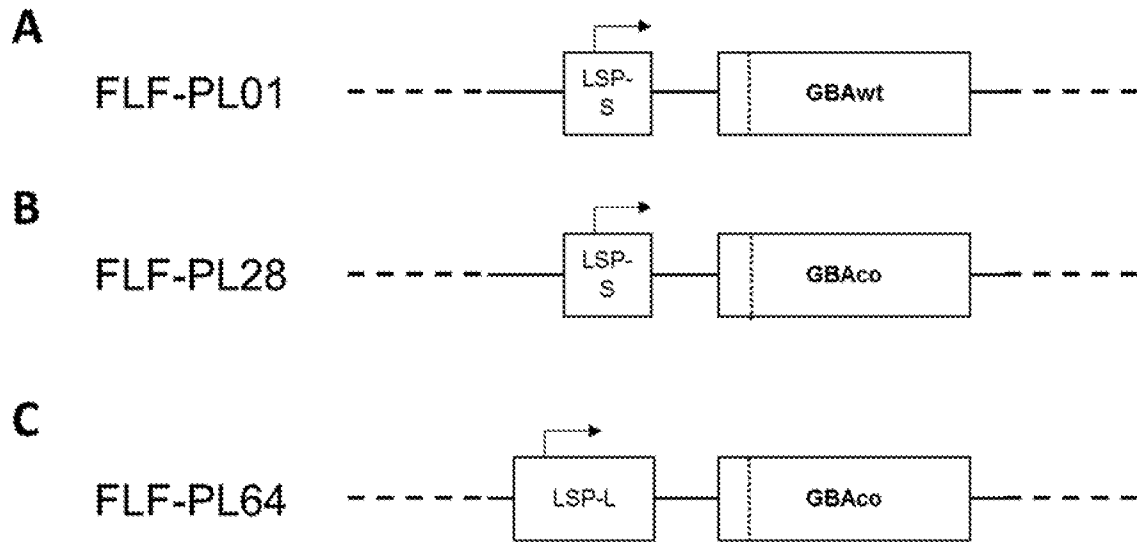 A
FLF-PL01
LSP-
S
GBAwt
B
FLF-PL28
LSP-
S
GBAco
C
FLF-PL64
LSP-L
GBAco